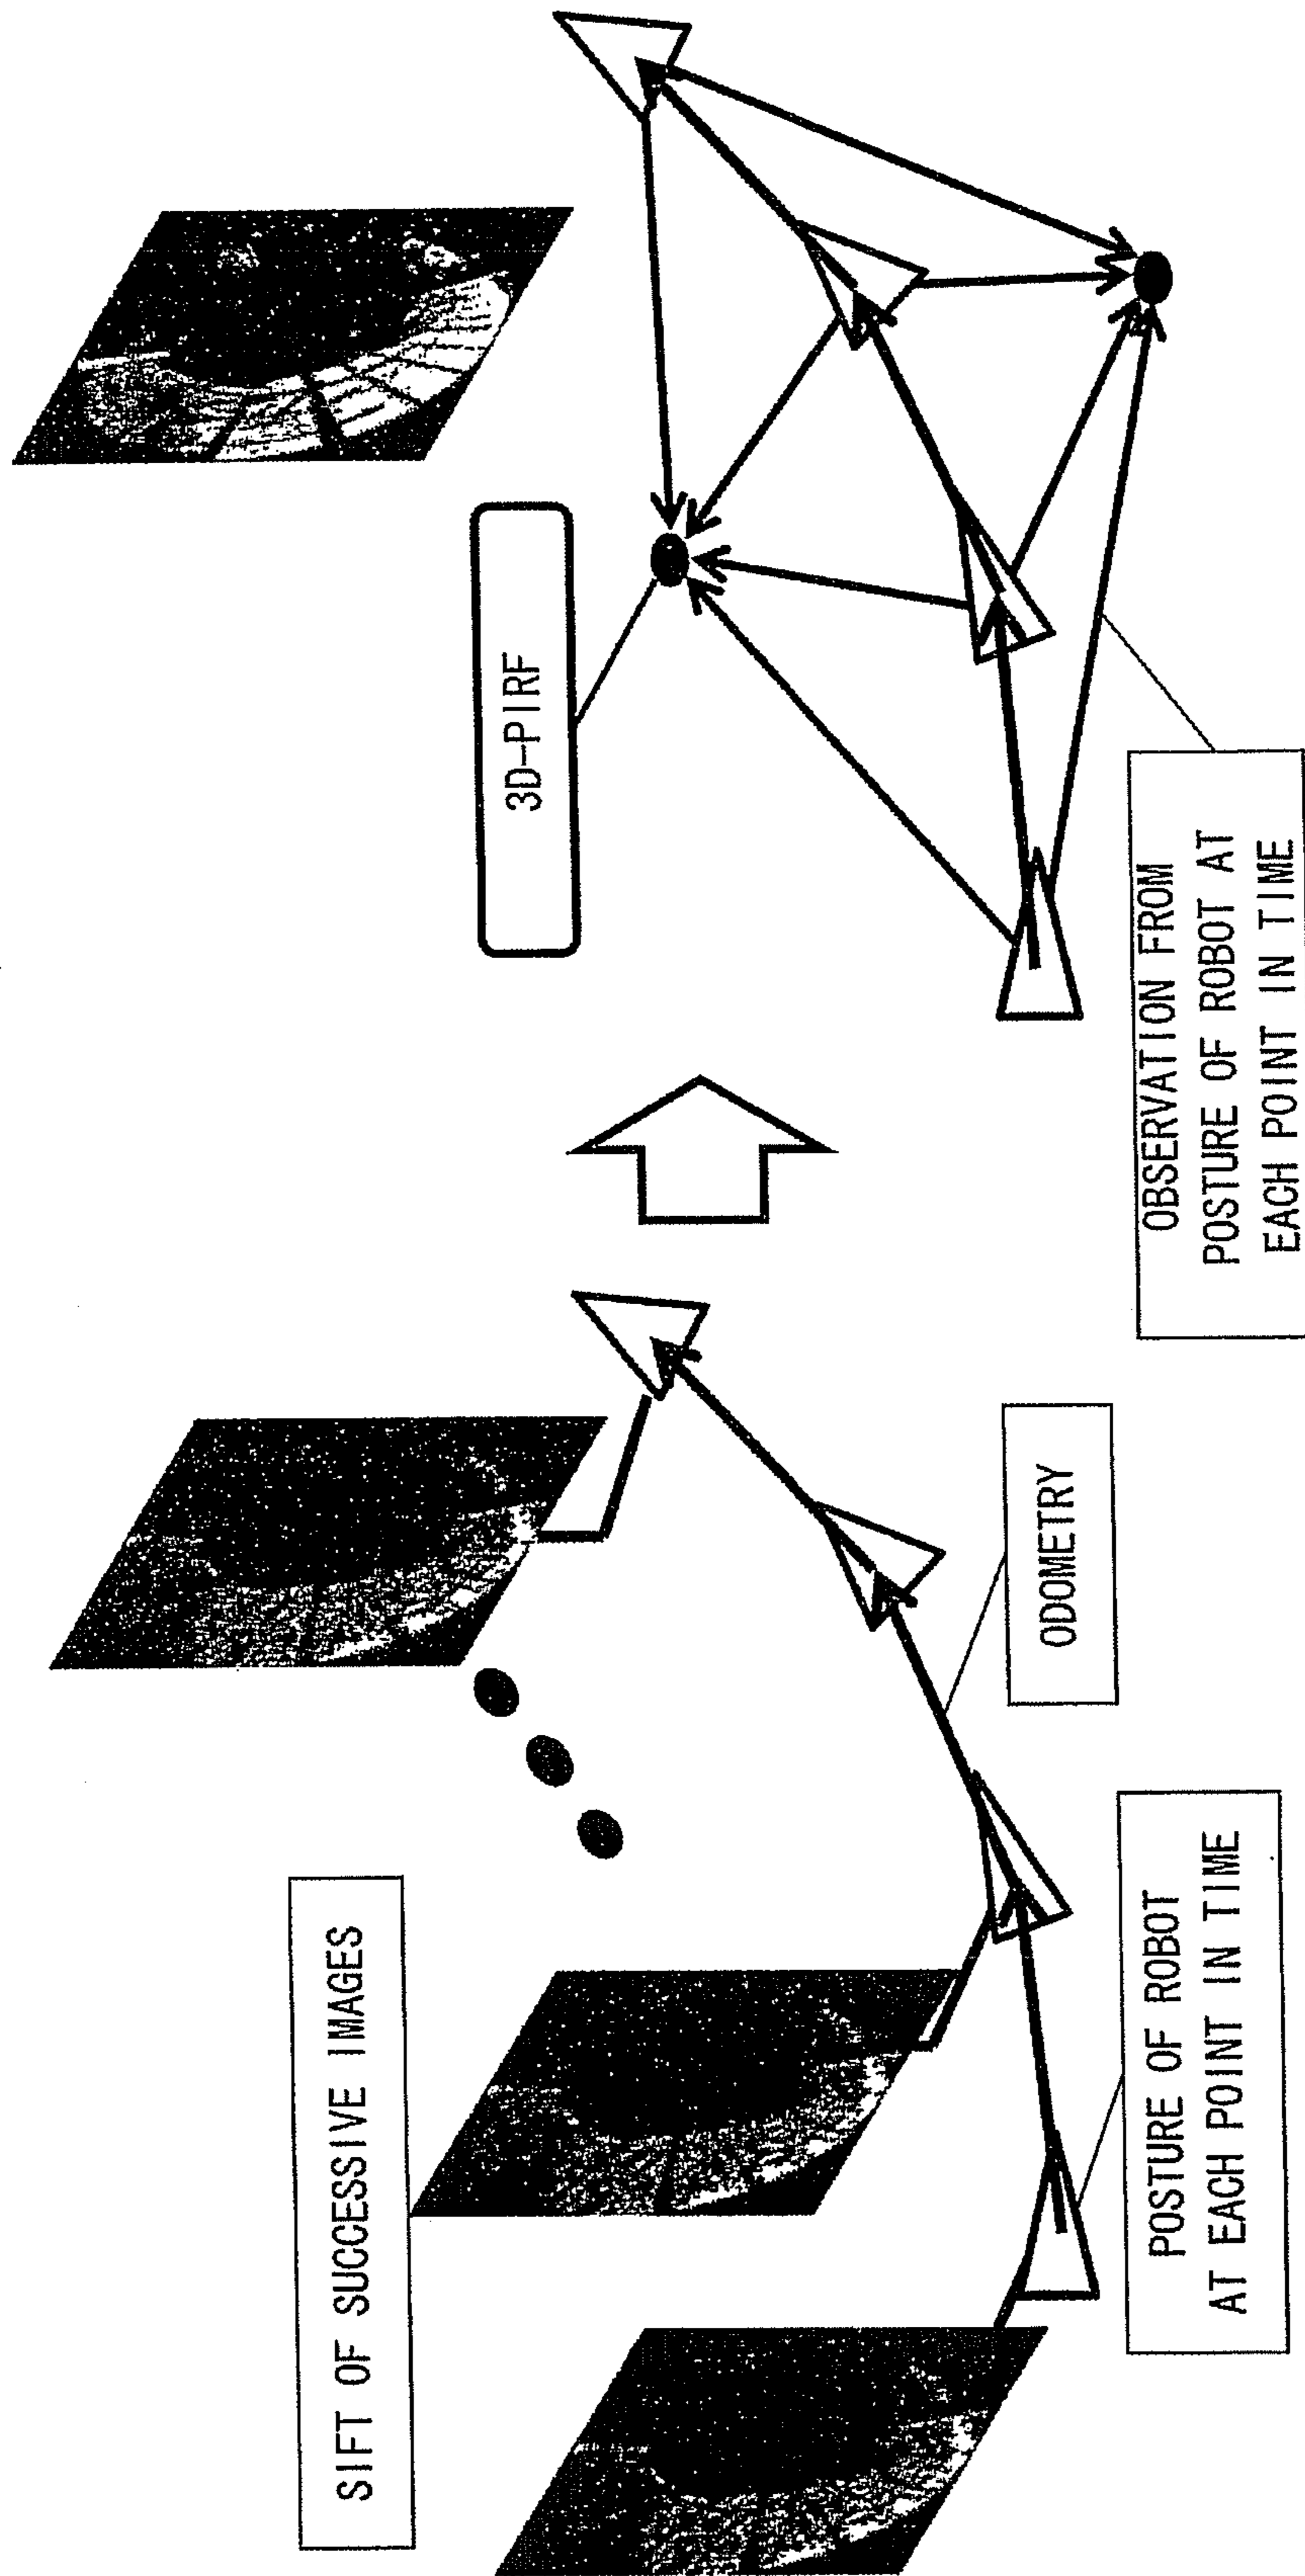 SIFT OF SUCCESSIVE IMAGES
POSTURE OF ROBOT
AT EACH POINT IN TIME
ODOMETRY
3D-PIRF
OBSERVATION FROM
POSTURE OF ROBOT AT
EACH POINT IN TIME